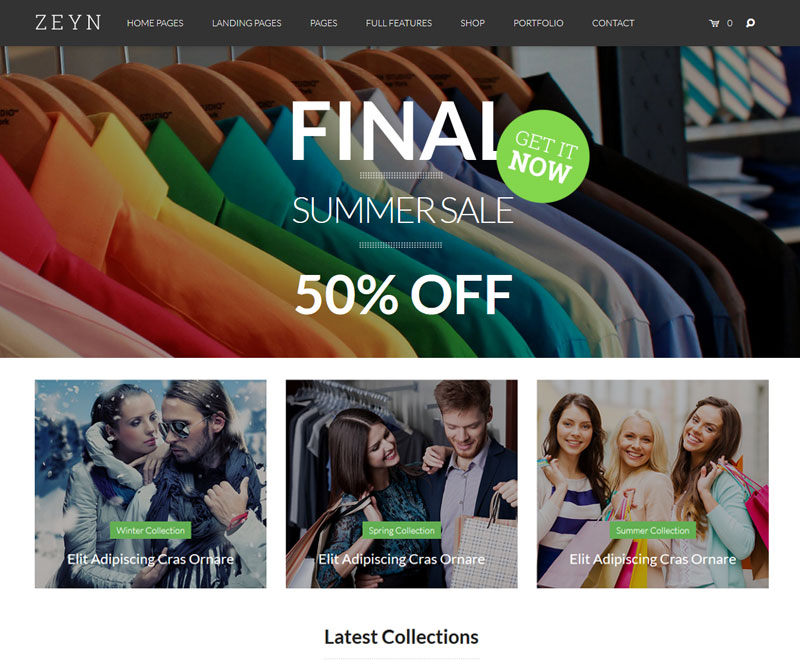 ZEYN HOME PAGES LANDING PAGES PAGES FULL FEATURES SHOP PORTFOLIO CONTACT 0
FINAL
GET IT
NOW
SUMMER SALE
50% OFF
Winter Collection
Elit Adipiscing Cras Ornare
Spring Collection
Elit Adipiscing Cras Ornare
Summer Collection
Elit Adipiscing Cras Ornare
Latest Collections